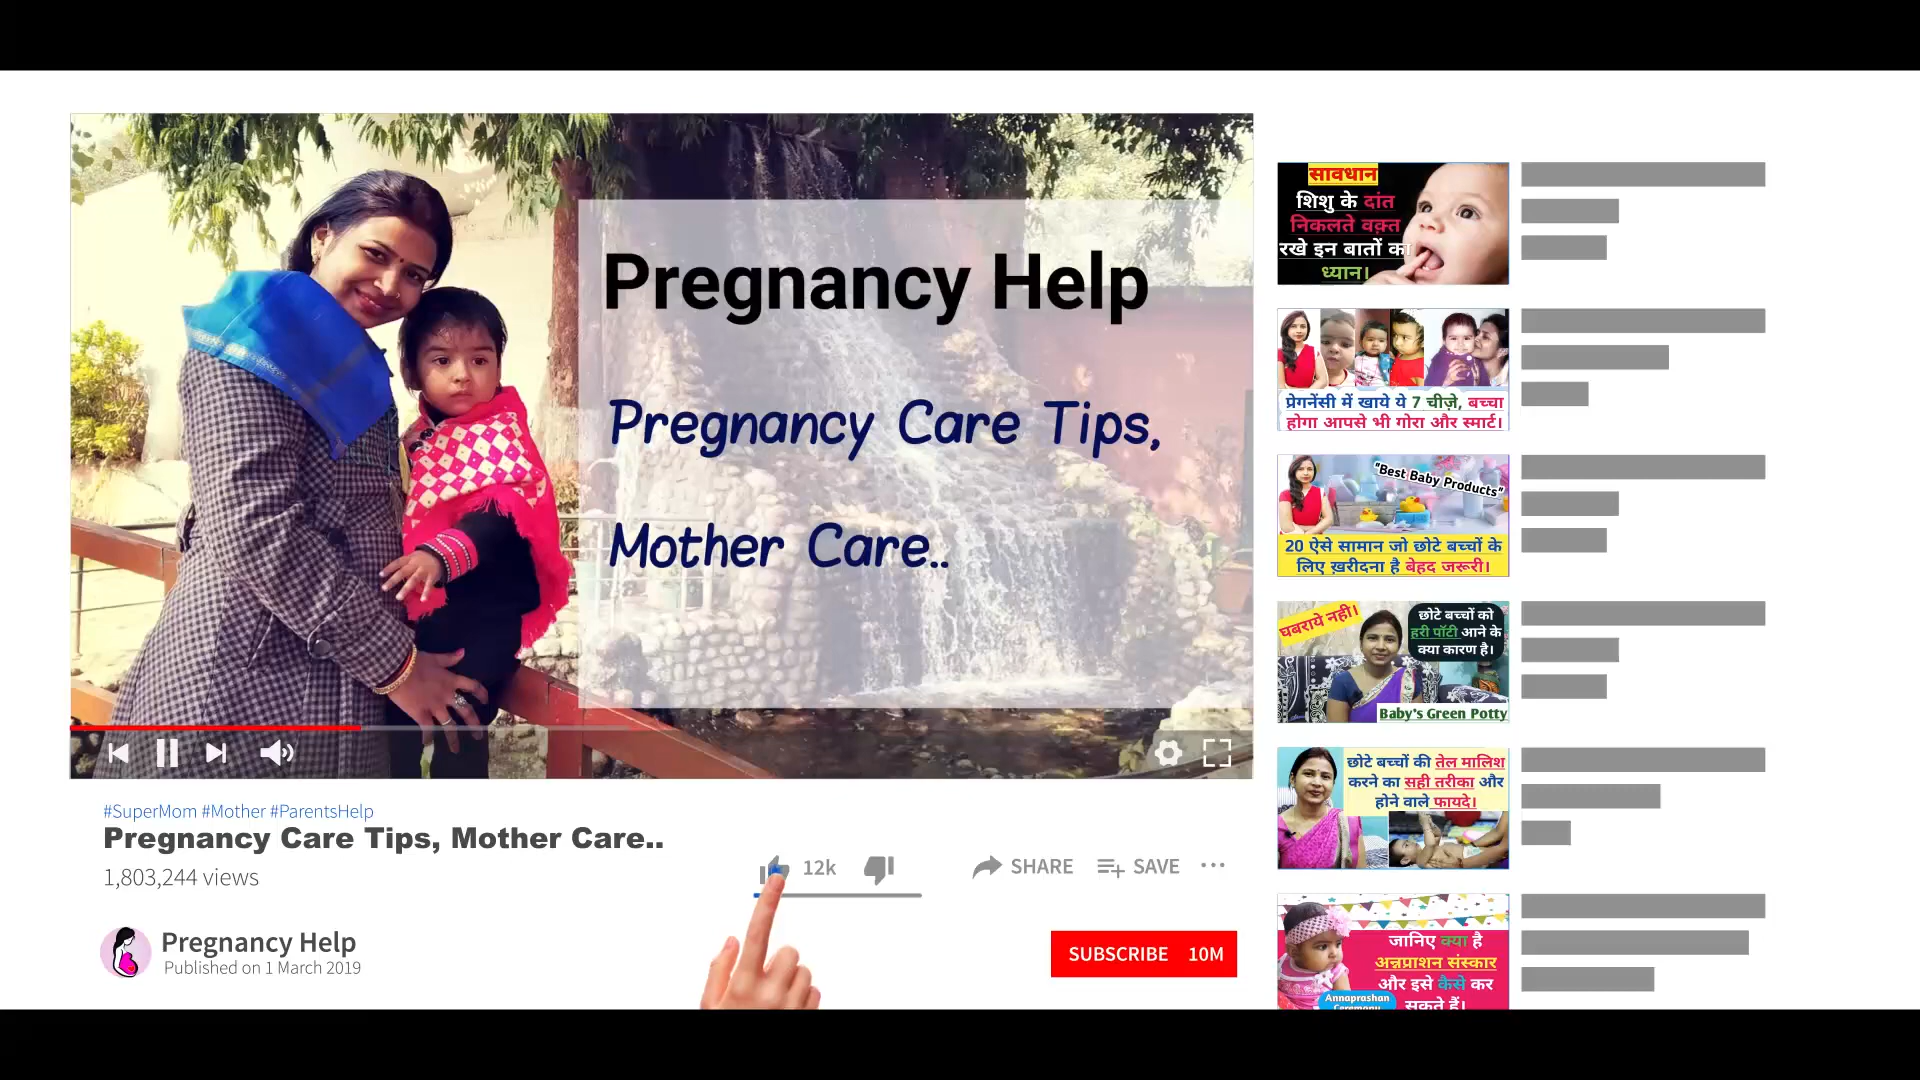 Pregnancy Help
Pregnancy Care Tips,
Mother Care..
#SuperMom #Mother #ParentsHelp
Pregnancy Care Tips, Mother Care..
1,803,244 views
12k
SHARE
SAVE
Pregnancy Help
Published on 1 March 2019
SUBSCRIBE 10M
सावधान
शिशु के दांत
निकलते वक़्त
रखे इन बातों का
ध्यान।
प्रेगनेंसी में खाये ये 7 चीज़े, बच्चा
होगा आपसे भी गोरा और स्मार्ट।
"Best Baby Products"
20 ऐसे सामान जो छोटे बच्चों के
लिए ख़रीदना है बेहद जरूरी।
घबराये नही।
छोटे बच्चों को
हरी पॉटी आने के
क्या कारण है।
Baby's Green Potty
छोटे बच्चों की तेल मालिश
करने का सही तरीका और
होने वाले फायदे।
जानिए क्या है
अन्नप्राशन संस्कार
और इसे कैसे कर
सकते हैं।
Annaprashan
Ceremony